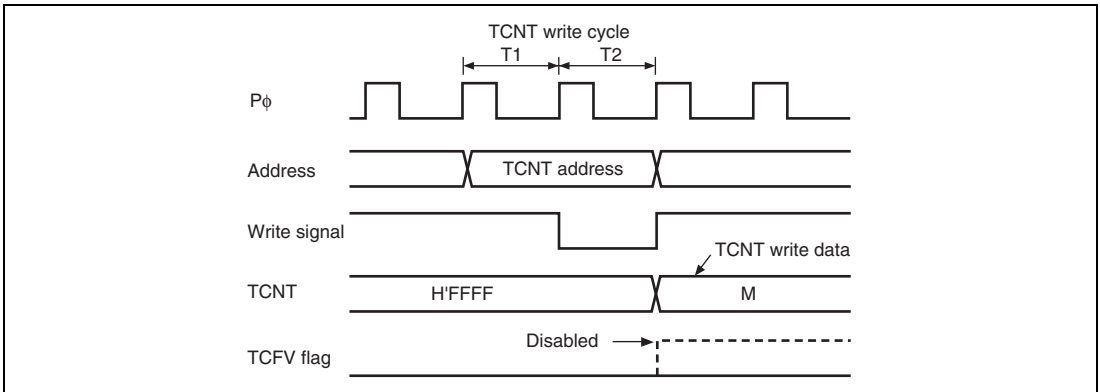 TCNT write cycle
T1 T2
Pϕ
Address TCNT address
Write signal
TCNT write data
TCNT H'FFFF M
Disabled
TCFV flag